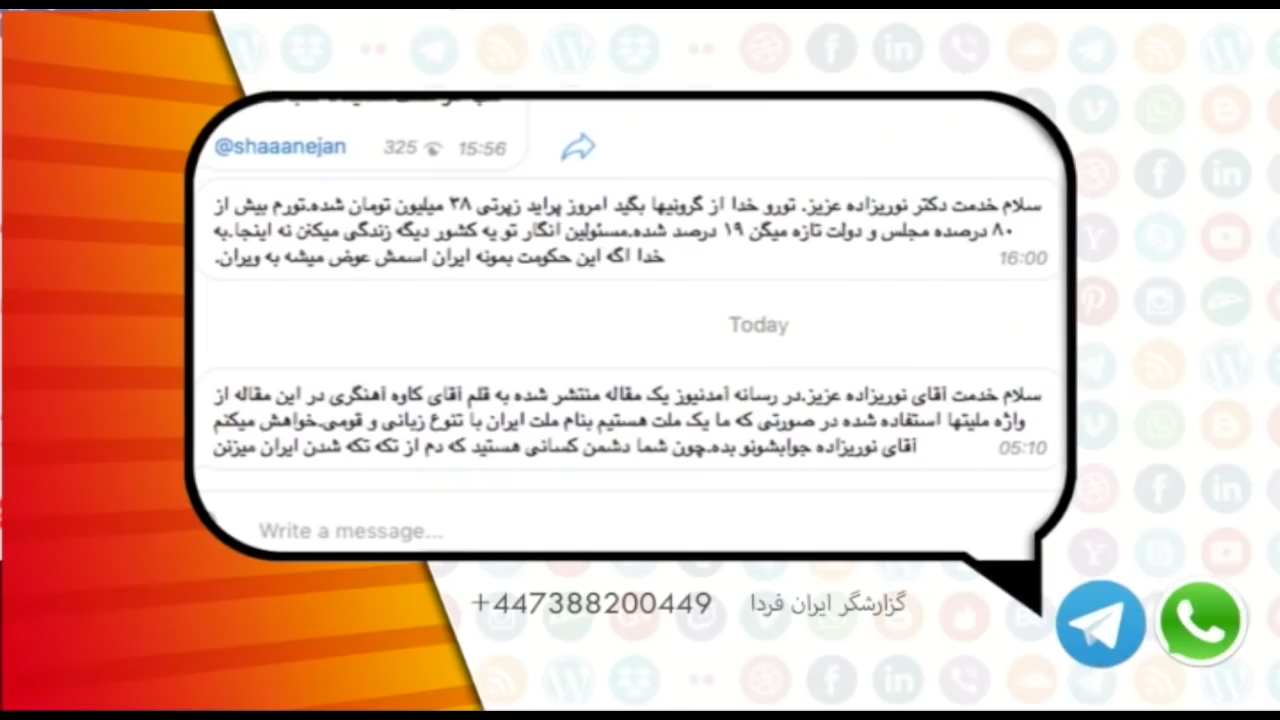 @shaaanejan 325 15:56
سلام خدمت دکتر نوریزاده عزیز. تورو خدا از گرونیها بگید امروز پراید زپرتی ۳۸ میلیون تومان شده.تورم بیش از
۸۰ درصده مجلس و دولت تازه میگن ۱۹ درصد شده.مسئولین انگار تو یه کشور دیگه زندگی میکنن نه اینجا.به
خدا اگه این حکومت بمونه ایران اسمش عوض میشه به ویران.
16:00
Today
سلام خدمت آقای نوریزاده عزیز.در رسانه آمدنیوز یک مقاله منتشر شده به قلم آقای کاوه آهنگری در این مقاله از
واژه ملیتها استفاده شده در صورتی که ما یک ملت هستیم بنام ملت ایران با تنوع زبانی و قومی.خواهش میکنم
آقای نوریزاده جوابشونو بده.چون شما دشمن کسانی هستید که دم از تکه تکه شدن ایران میزنن
05:10
Write a message...
+447388200449 گزارشگر ایران فردا